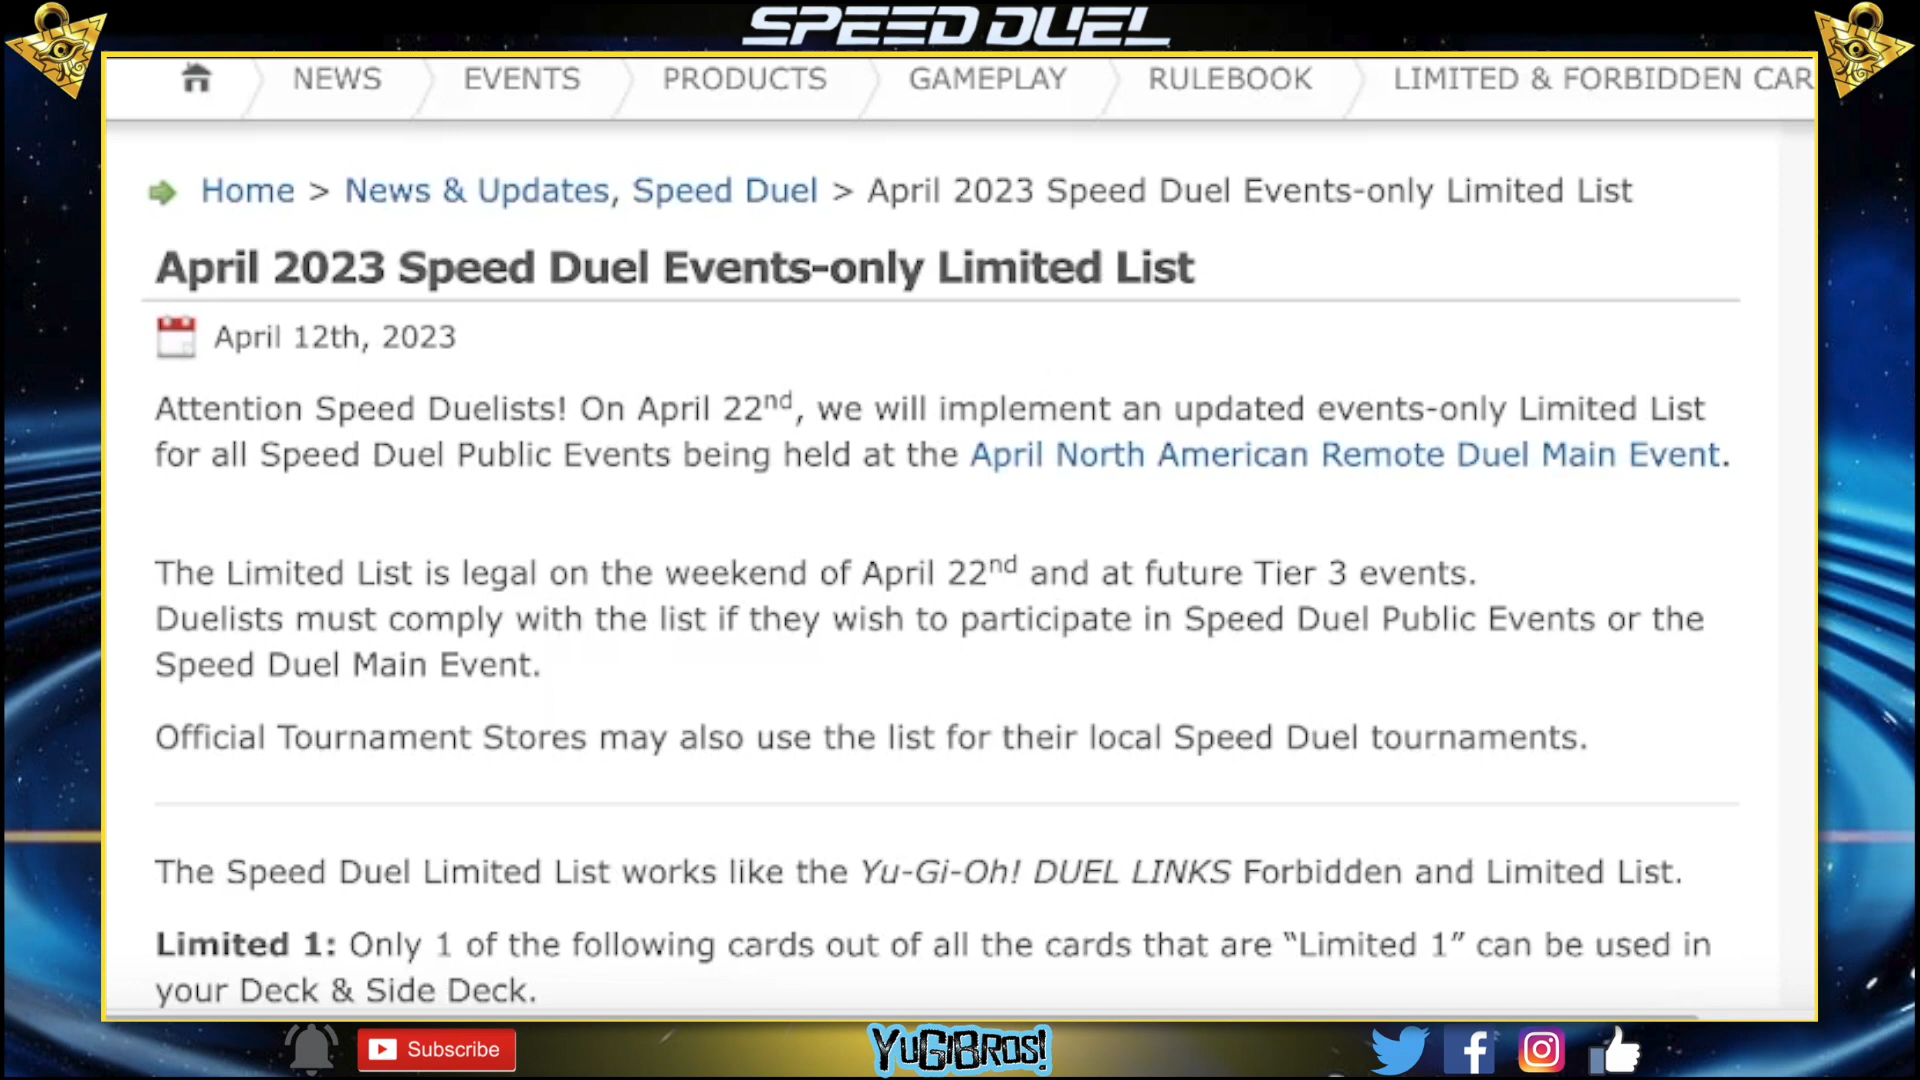 SPEED DUEL
NEWS EVENTS PRODUCTS GAMEPLAY RULEBOOK LIMITED & FORBIDDEN CAR
Home > News & Updates, Speed Duel > April 2023 Speed Duel Events-only Limited List
April 2023 Speed Duel Events-only Limited List
April 12th, 2023
Attention Speed Duelists! On April 22nd, we will implement an updated events-only Limited List
for all Speed Duel Public Events being held at the April North American Remote Duel Main Event.
The Limited List is legal on the weekend of April 22nd and at future Tier 3 events.
Duelists must comply with the list if they wish to participate in Speed Duel Public Events or the
Speed Duel Main Event.
Official Tournament Stores may also use the list for their local Speed Duel tournaments.
The Speed Duel Limited List works like the Yu-Gi-Oh! DUEL LINKS Forbidden and Limited List.
Limited 1: Only 1 of the following cards out of all the cards that are “Limited 1” can be used in
your Deck & Side Deck.
Subscribe
YUGIBROS!